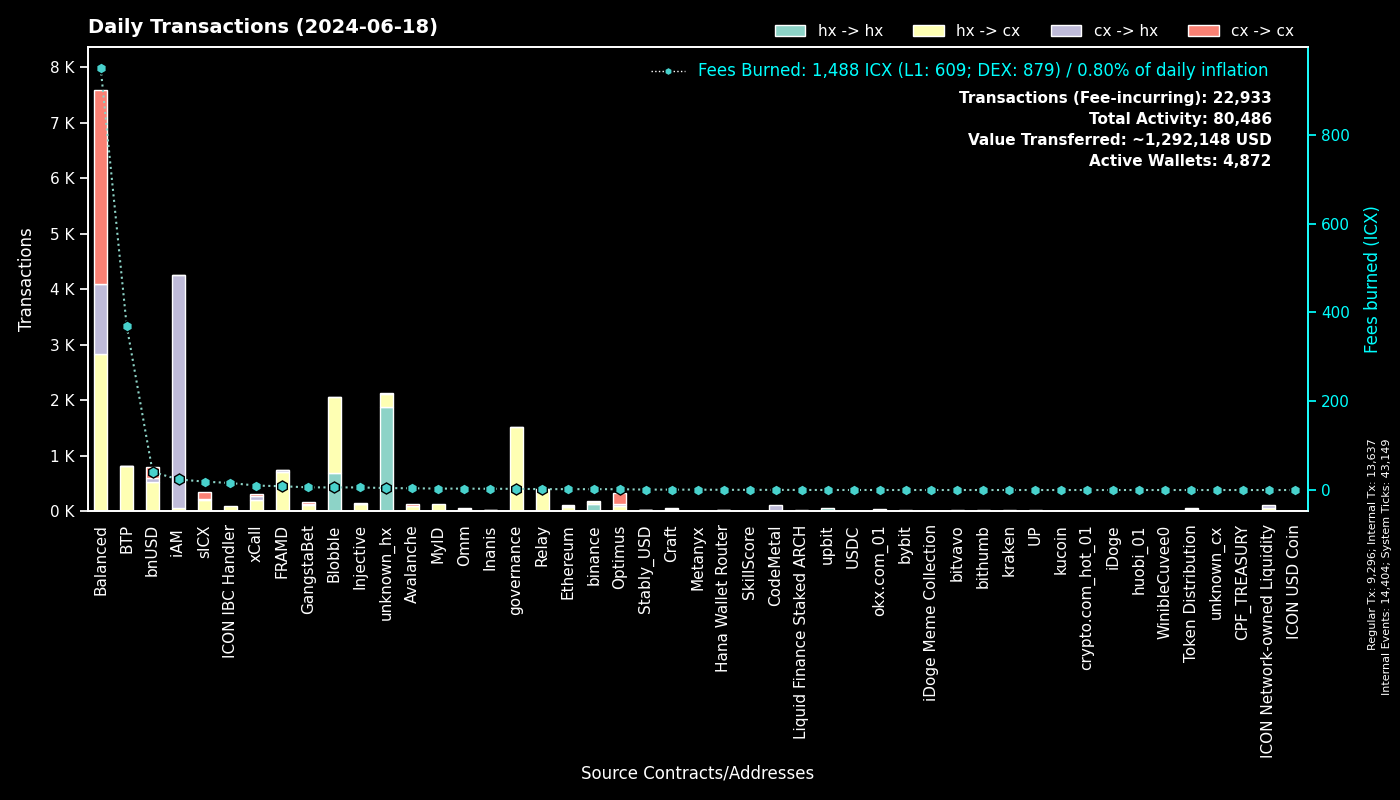 Daily Transactions (2024-06-18)
hx -> hx
hx -> cx
cx -> hx
cx -> cx
Fees Burned: 1,488 ICX (L1: 609; DEX: 879) / 0.80% of daily inflation
Transactions (Fee-incurring): 22,933
Total Activity: 80,486
Value Transferred: ~1,292,148 USD
Active Wallets: 4,872
Transactions
8 K
7 K
6 K
5 K
4 K
3 K
2 K
1 K
0 K
800
600
400
200
0
Fees burned (ICX)
Balanced
BTP
bnUSD
iAM
sICX
ICON IBC Handler
xCall
FRAMD
GangstaBet
Blobble
Injective
unknown_hx
Avalanche
MyID
Omm
Inanis
governance
Relay
Ethereum
binance
Optimus
Stably_USD
Craft
Metanyx
Hana Wallet Router
SkillScore
CodeMetal
Liquid Finance Staked ARCH
upbit
USDC
okx.com_01
bybit
iDoge Meme Collection
bitvavo
bithumb
kraken
UP
kucoin
crypto.com_hot_01
iDoge
huobi_01
WinibleCuvee0
Token Distribution
unknown_cx
CPF_TREASURY
ICON Network-owned Liquidity
ICON USD Coin
Source Contracts/Addresses
Regular Tx: 9,296; Internal Tx: 13,637
Internal Events: 14,404; System Ticks: 43,149